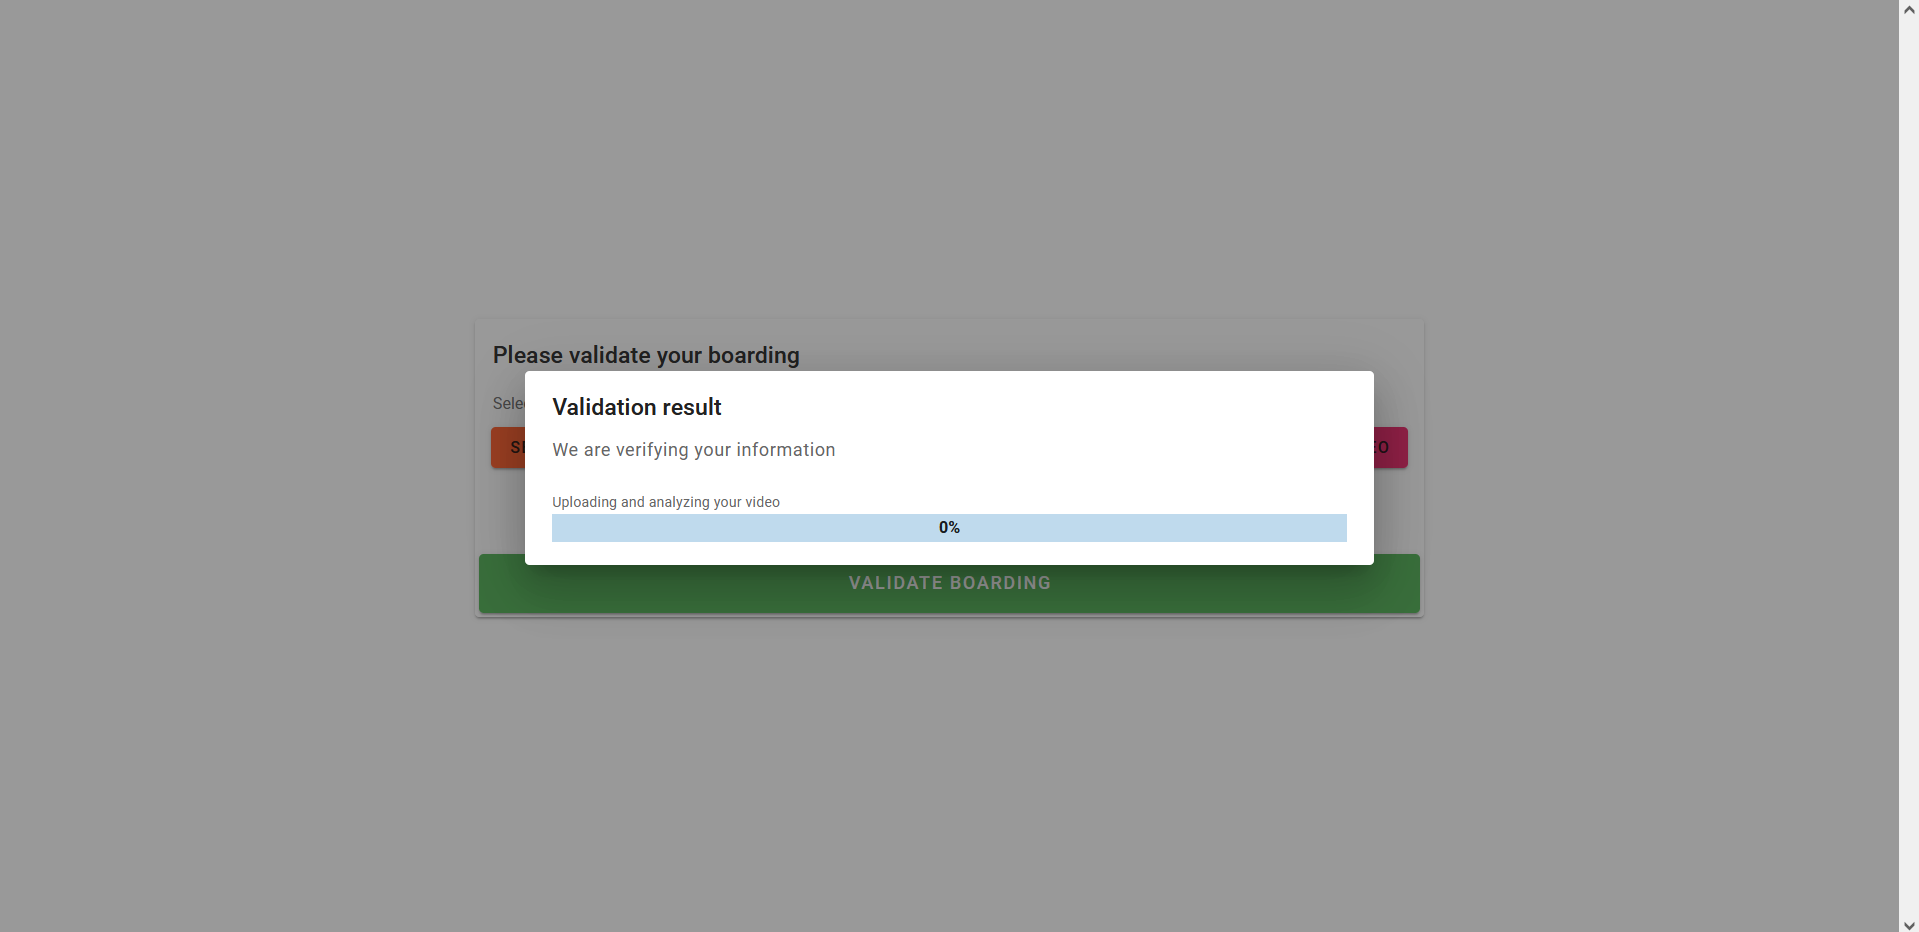 Please validate your boarding
Validation result
We are verifying your information
Uploading and analyzing your video
0%
VALIDATE BOARDING